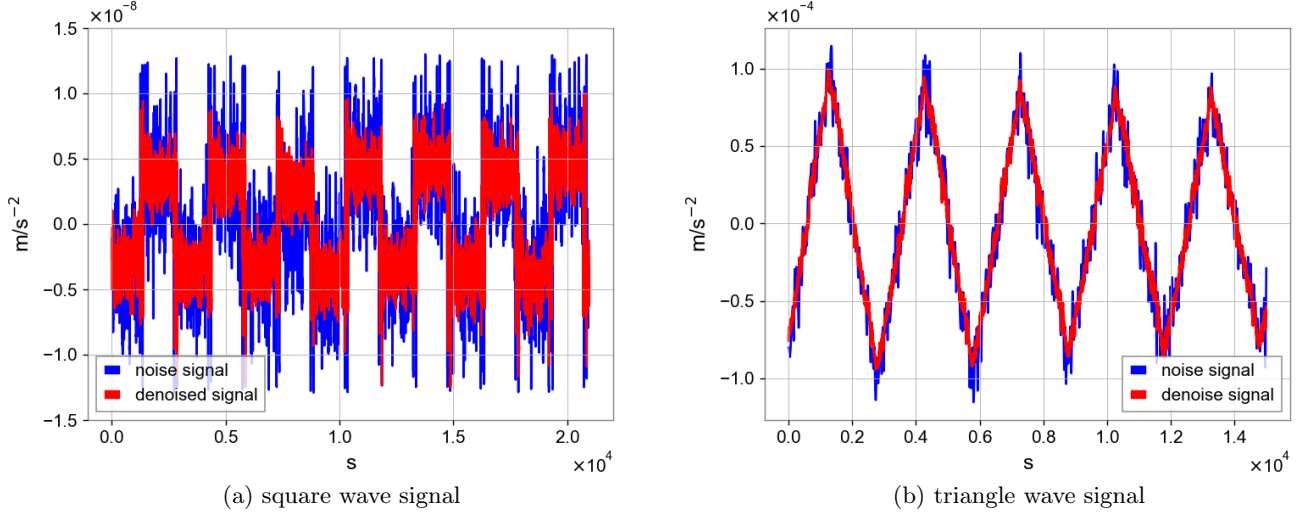 ×10⁻⁸
1.5
1.0
0.5
0.0
−0.5
−1.0
−1.5
m/s⁻²
noise signal
denoised signal
0.0 0.5 1.0 1.5 2.0
s
×10⁴
(a) square wave signal
×10⁻⁴
1.0
0.5
0.0
−0.5
−1.0
m/s⁻²
noise signal
denoise signal
0.0 0.2 0.4 0.6 0.8 1.0 1.2 1.4
s
×10⁴
(b) triangle wave signal